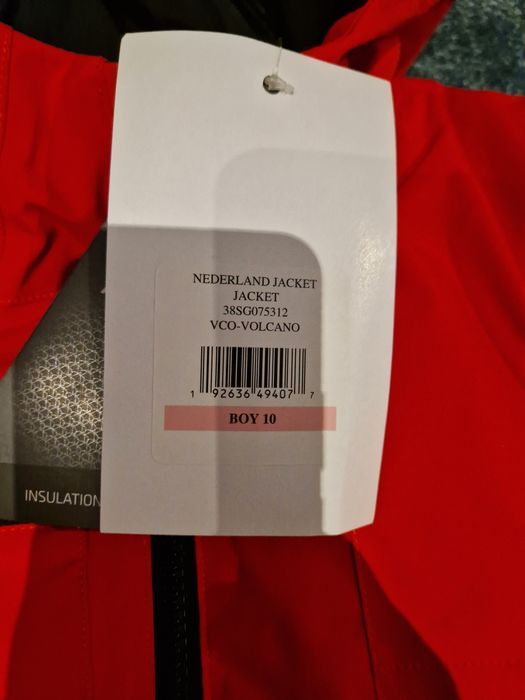 NEDERLAND JACKET
JACKET
38SG075312
VCO-VOLCANO
1 92636 49407 7
BOY 10
INSULATION